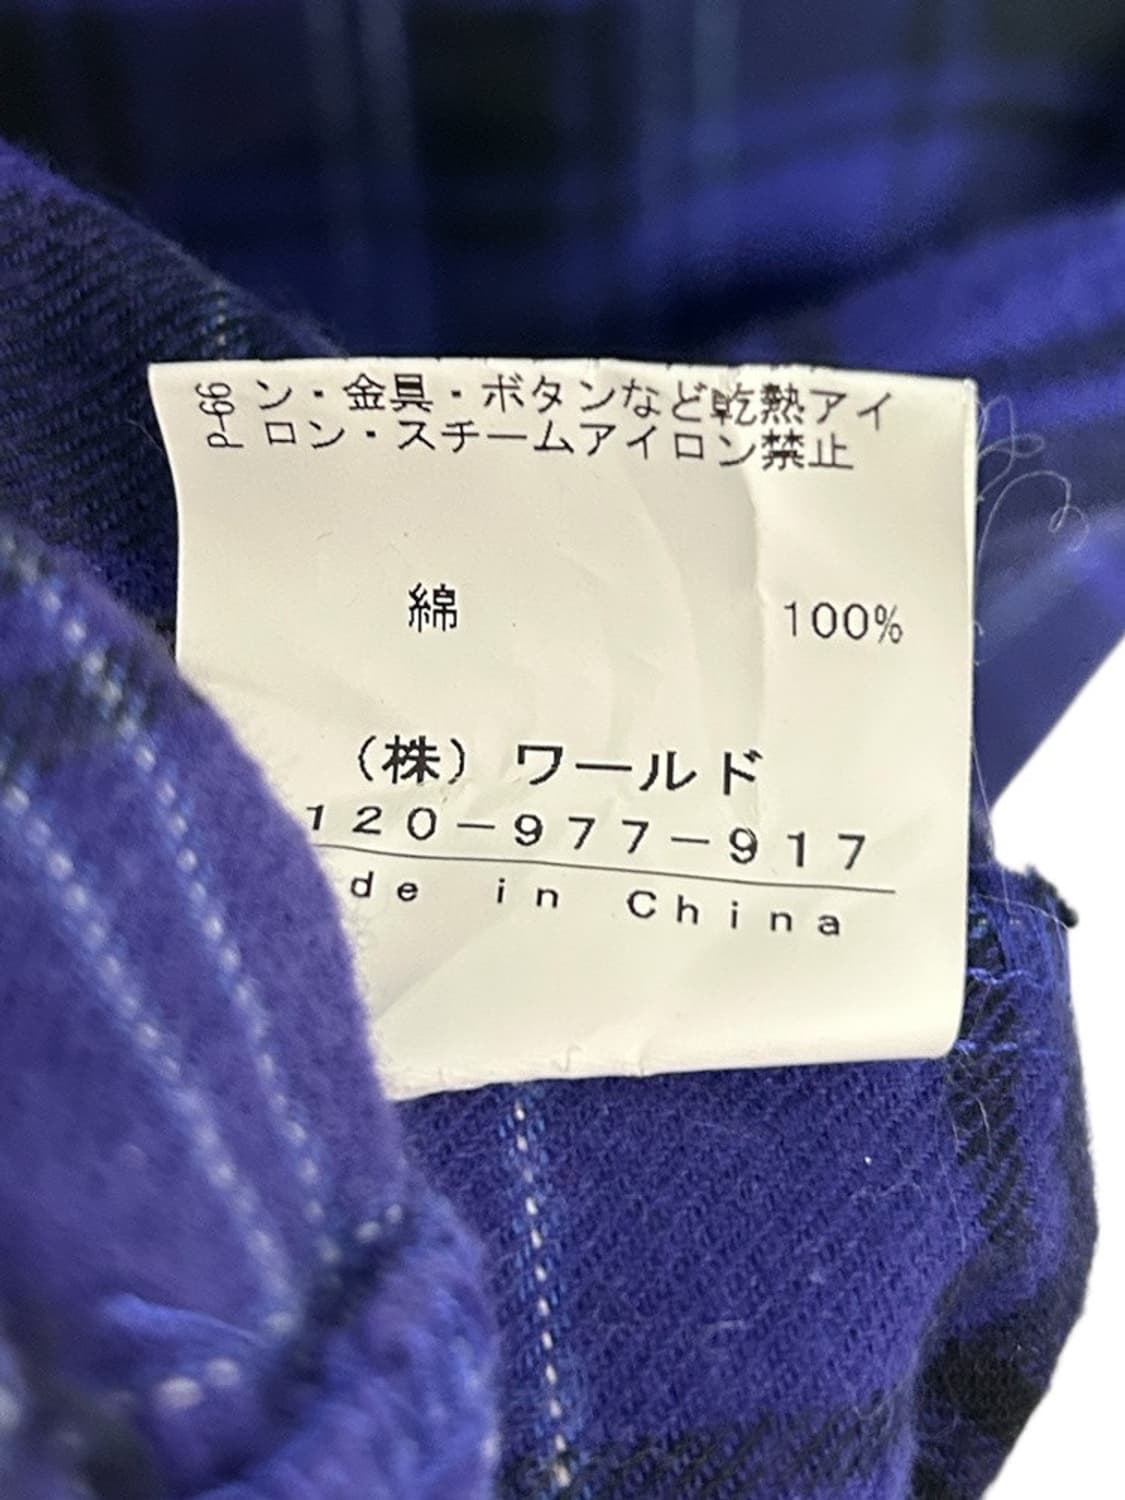 ン・金具・ボタンなど乾熱アイ
ロン・スチームアイロン禁止
P-66
綿 100%
(株)ワールド
120-977-917
de in China